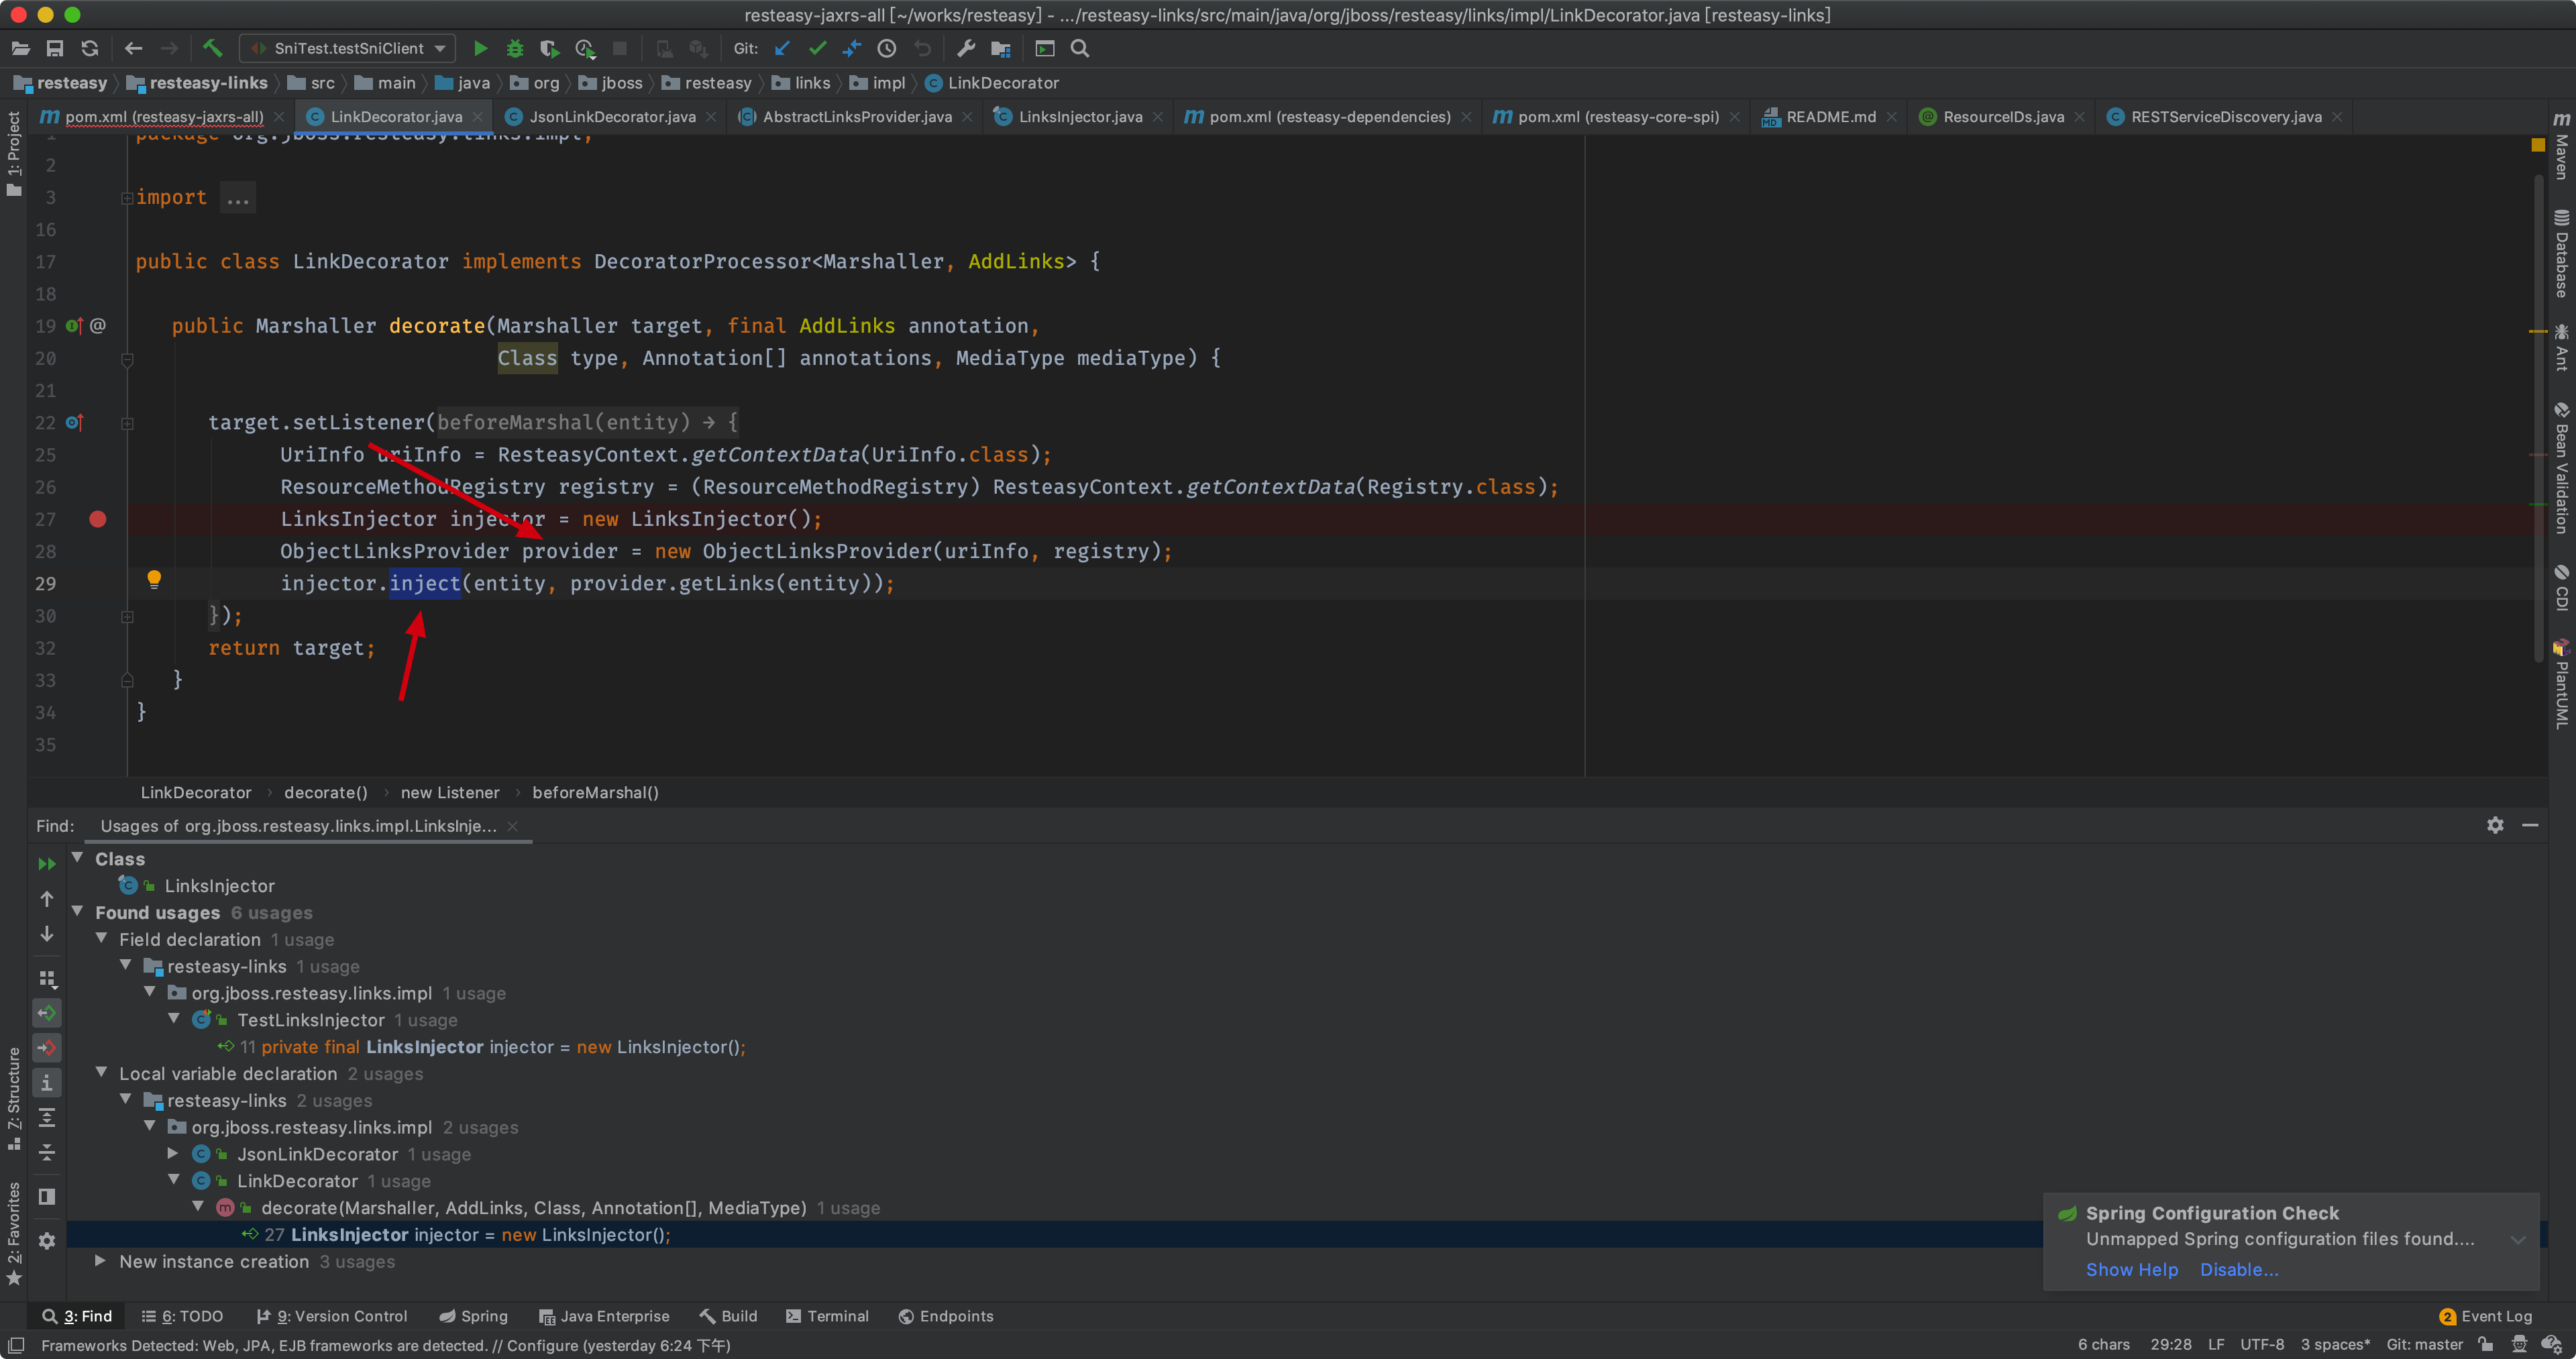 resteasy-jaxrs-all [~/works/resteasy] - .../resteasy-links/src/main/java/org/jboss/resteasy/links/impl/LinkDecorator.java [resteasy-links]
SniTest.testSniClient Git:
resteasy resteasy-links src main java org jboss resteasy links impl LinkDecorator
pom.xml (resteasy-jaxrs-all) LinkDecorator.java JsonLinkDecorator.java AbstractLinksProvider.java LinksInjector.java pom.xml (resteasy-dependencies) pom.xml (resteasy-core-spi) README.md ResourceIDs.java RESTServiceDiscovery.java
1 package org.jboss.resteasy.links.impl;
2
3 import ...
16
17 public class LinkDecorator implements DecoratorProcessor<Marshaller, AddLinks> {
18
19 @ public Marshaller decorate(Marshaller target, final AddLinks annotation,
20 Class type, Annotation[] annotations, MediaType mediaType) {
21
22 target.setListener(beforeMarshal(entity) → {
25 UriInfo uriInfo = ResteasyContext.getContextData(UriInfo.class);
26 ResourceMethodRegistry registry = (ResourceMethodRegistry) ResteasyContext.getContextData(Registry.class);
27 LinksInjector injector = new LinksInjector();
28 ObjectLinksProvider provider = new ObjectLinksProvider(uriInfo, registry);
29 injector.inject(entity, provider.getLinks(entity));
30 });
32 return target;
33 }
34 }
35
LinkDecorator › decorate() › new Listener › beforeMarshal()
Find: Usages of org.jboss.resteasy.links.impl.LinksInje...
Class
LinksInjector
Found usages 6 usages
Field declaration 1 usage
resteasy-links 1 usage
org.jboss.resteasy.links.impl 1 usage
TestLinksInjector 1 usage
11 private final LinksInjector injector = new LinksInjector();
Local variable declaration 2 usages
resteasy-links 2 usages
org.jboss.resteasy.links.impl 2 usages
JsonLinkDecorator 1 usage
LinkDecorator 1 usage
decorate(Marshaller, AddLinks, Class, Annotation[], MediaType) 1 usage
27 LinksInjector injector = new LinksInjector();
New instance creation 3 usages
Spring Configuration Check
Unmapped Spring configuration files found....
Show Help Disable...
1: Project
7: Structure
2: Favorites
Maven
Database
Ant
Bean Validation
CDI
PlantUML
3: Find 6: TODO 9: Version Control Spring Java Enterprise Build Terminal Endpoints 2 Event Log
Frameworks Detected: Web, JPA, EJB frameworks are detected. // Configure (yesterday 6:24 下午) 6 chars 29:28 LF UTF-8 3 spaces* Git: master